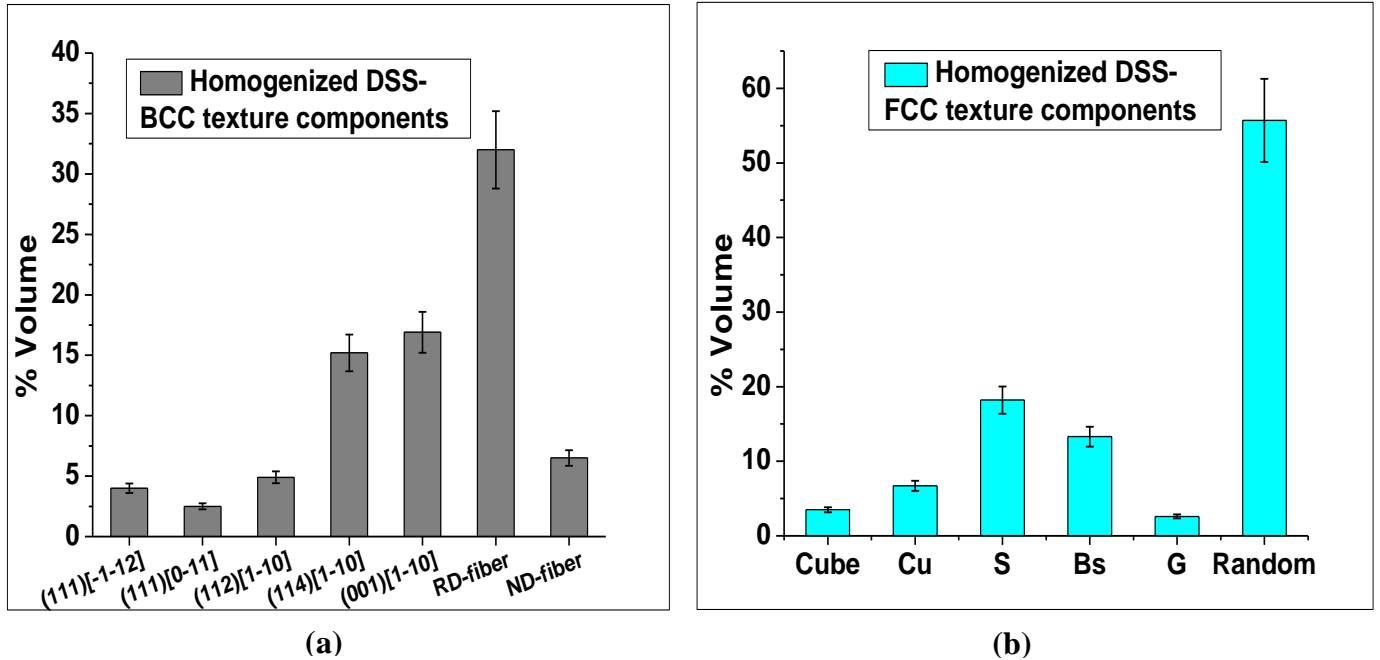 Homogenized DSS-
BCC texture components
% Volume
40
35
30
25
20
15
10
5
0
(111)[-1-12]
(111)[0-11]
(112)[1-10]
(114)[1-10]
(001)[1-10]
RD-fiber
ND-fiber
(a)
Homogenized DSS-
FCC texture components
% Volume
60
50
40
30
20
10
0
Cube
Cu
S
Bs
G
Random
(b)